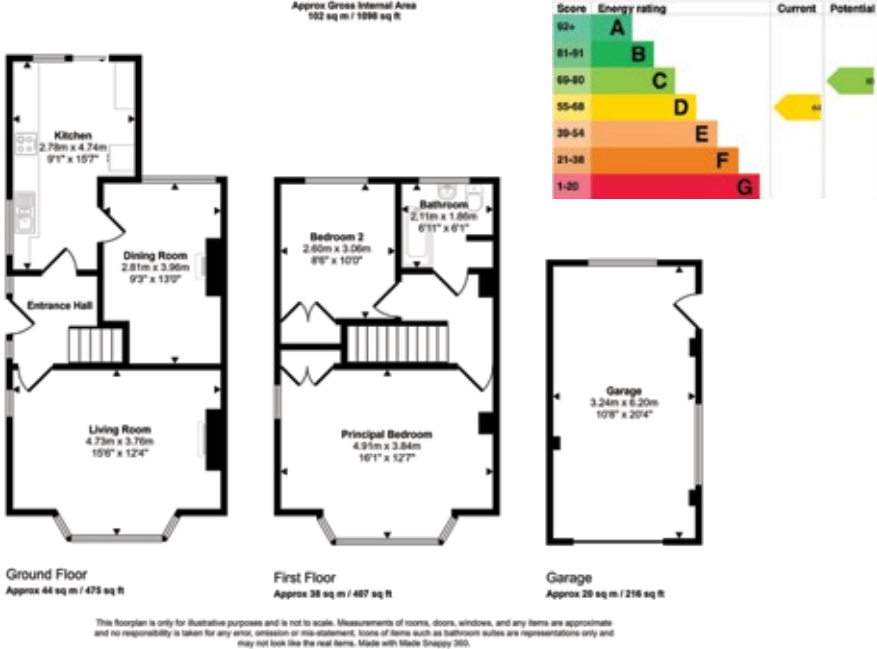 Approx Gross Internal Area
102 sq m / 1098 sq ft
Score Energy rating Current Potential
92+ A
81-91 B
69-80 C
55-68 D
39-54 E
21-38 F
1-20 G
Kitchen
2.78m x 4.74m
9'1" x 15'7"
Dining Room
2.81m x 3.96m
9'3" x 13'0"
Entrance Hall
Living Room
4.73m x 3.76m
15'6" x 12'4"
Ground Floor
Approx 44 sq m / 475 sq ft
Bedroom 2
2.60m x 3.06m
8'6" x 10'0"
Bathroom
2.11m x 1.86m
6'11" x 6'1"
Principal Bedroom
4.91m x 3.84m
16'1" x 12'7"
First Floor
Approx 38 sq m / 407 sq ft
Garage
3.24m x 6.20m
10'8" x 20'4"
Garage
Approx 20 sq m / 216 sq ft
This floorplan is only for illustrative purposes and is not to scale. Measurements of rooms, doors, windows, and any items are approximate
and no responsibility is taken for any error, omission or mis-statement. Icons of items such as bathroom suites are representations only and
may not look like the real items. Made with Made Snappy 360.